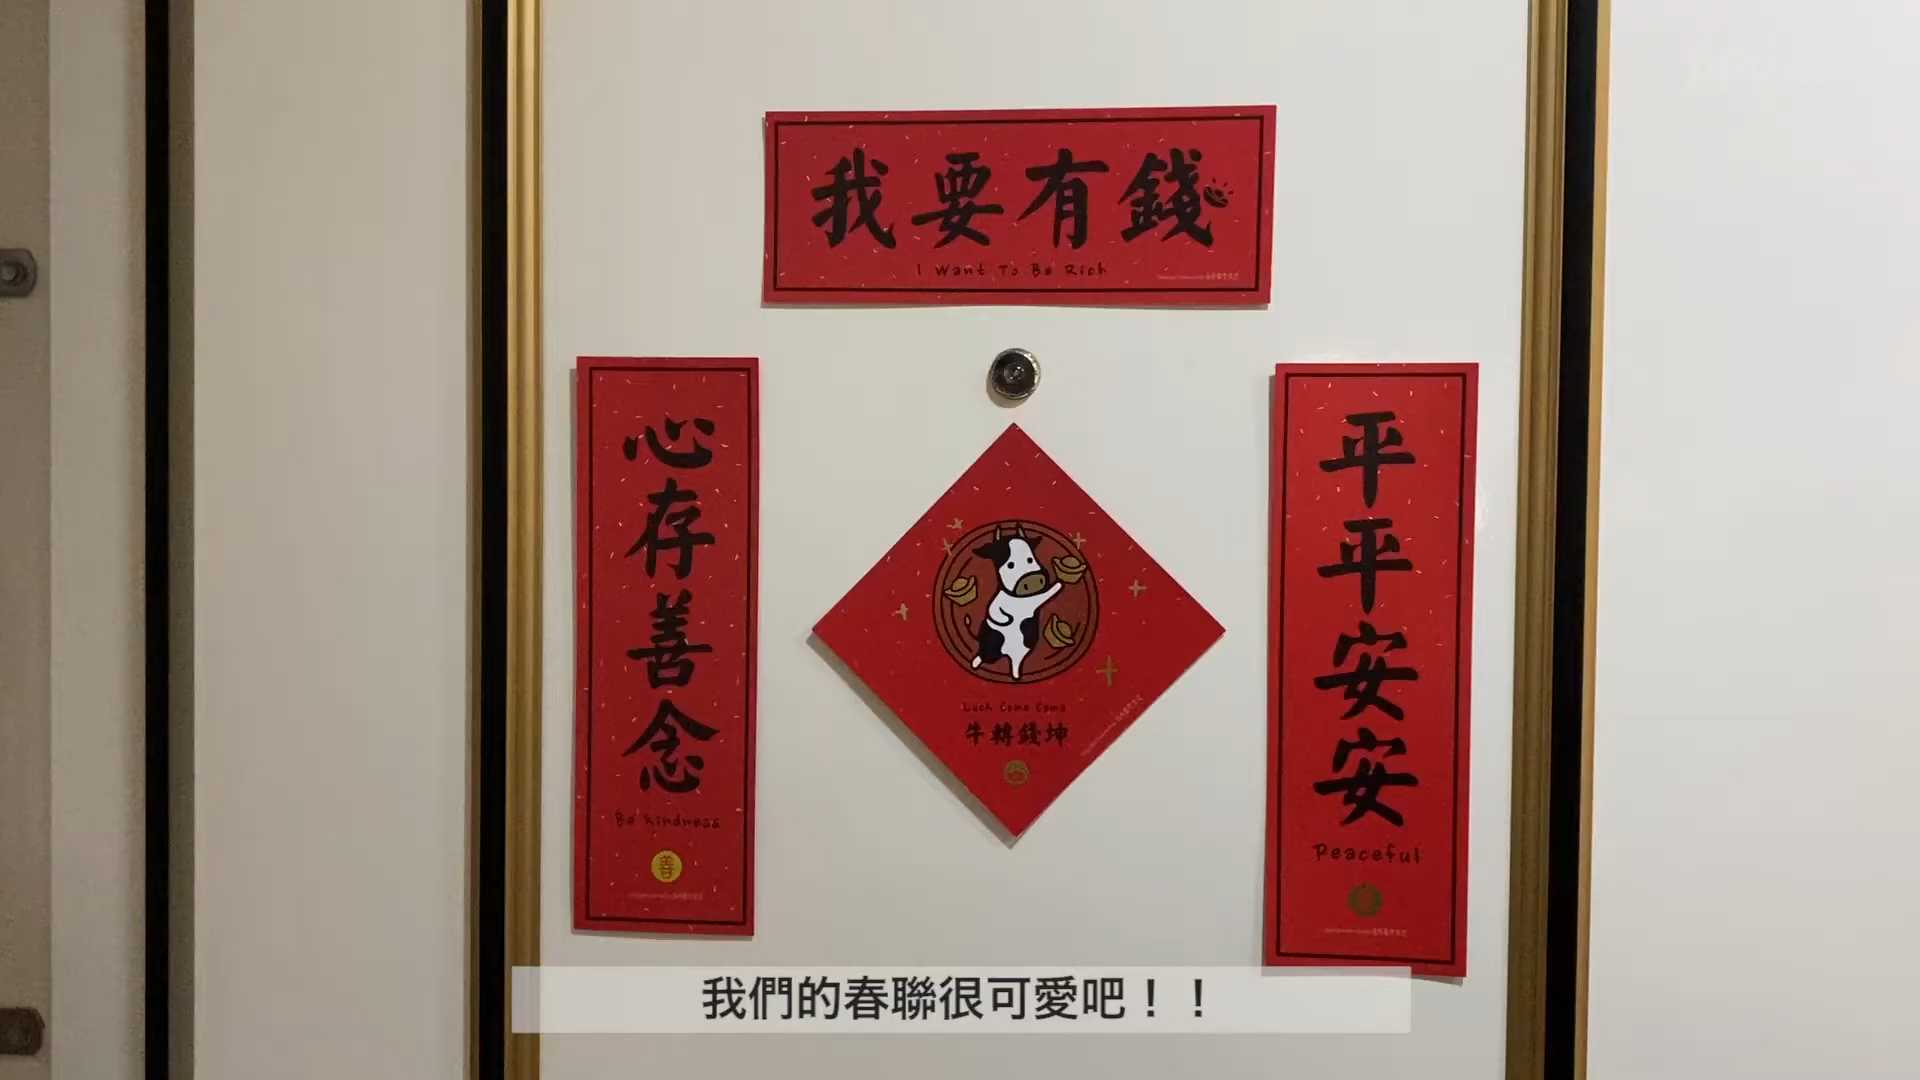 我要有錢
I Want To Be Rich
心存善念
Be kindness
善
Luck Come Come
牛轉錢坤
平平安安
Peaceful
我們的春聯很可愛吧！！